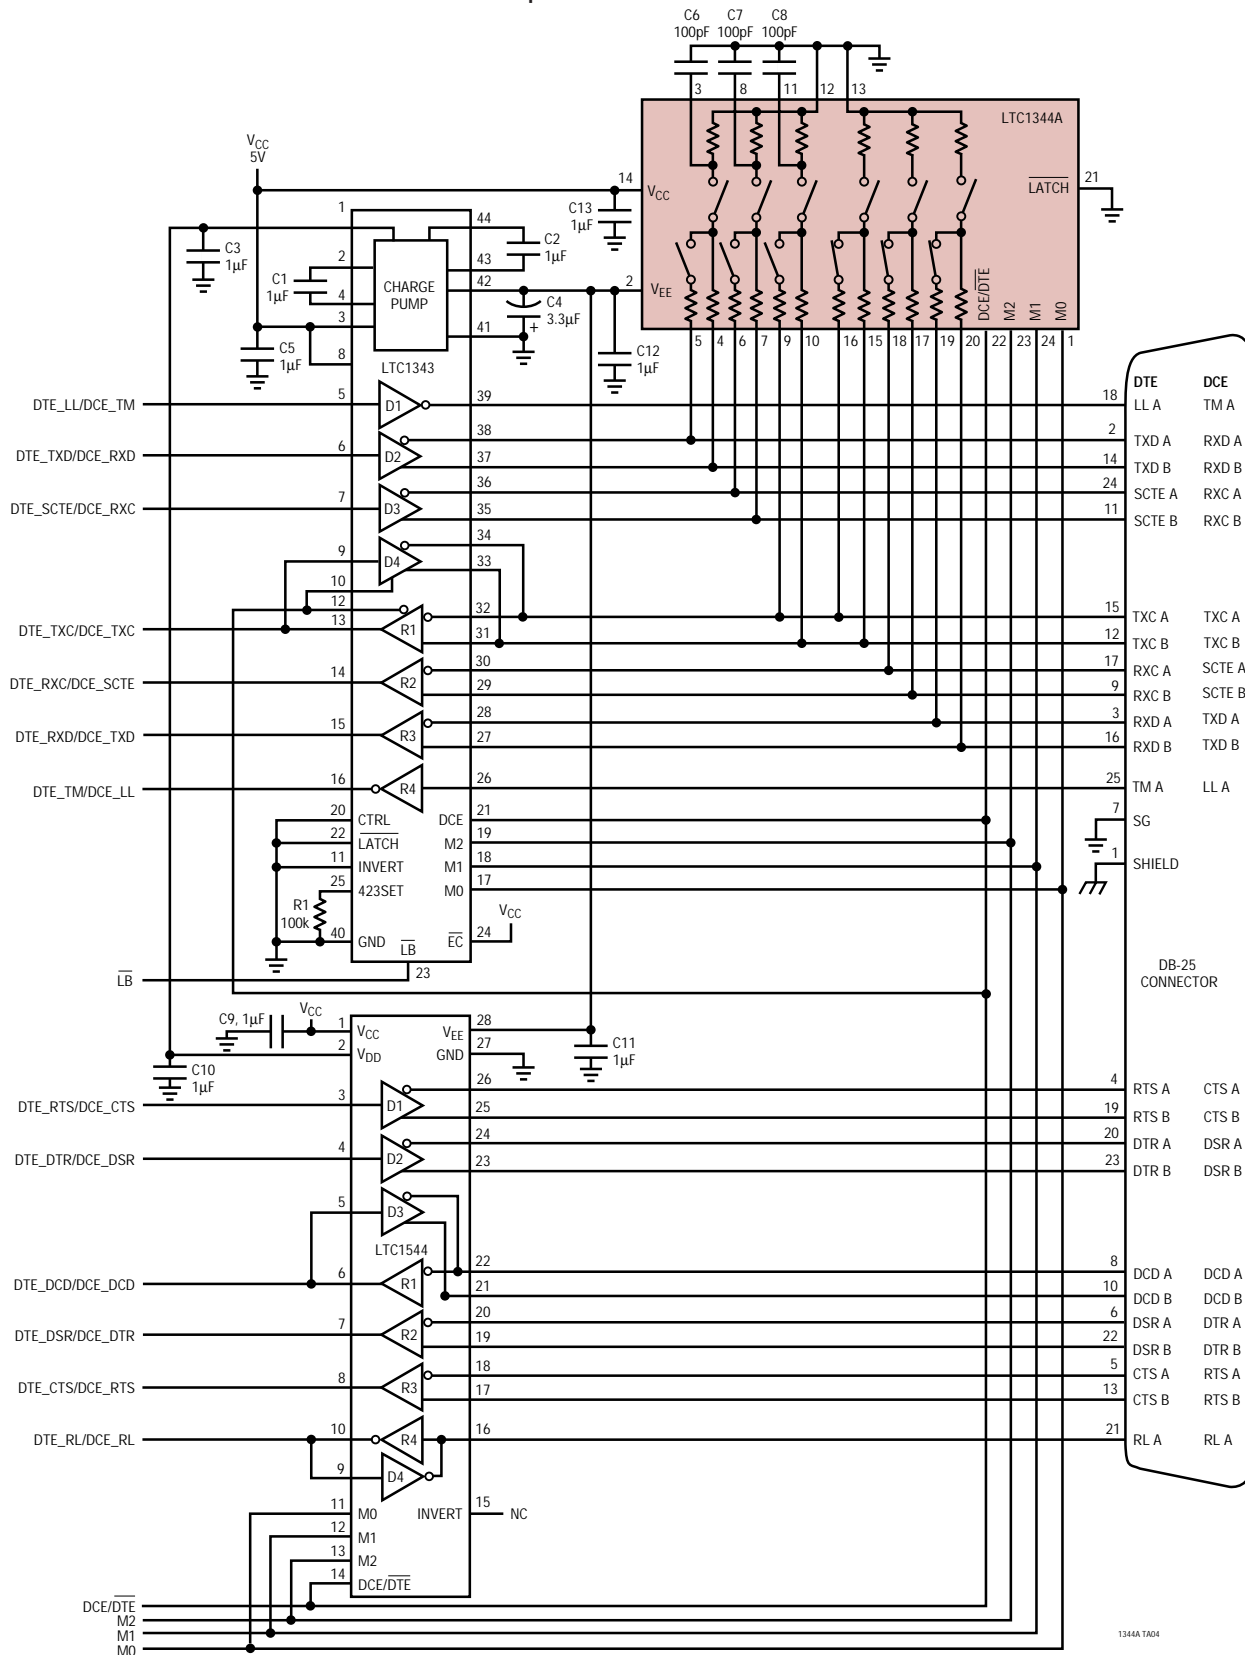 C6 C7 C8
100pF 100pF 100pF
3 8 11 12 13
LTC1344A
VCC
5V
14 VCC LATCH 21
C13
1µF
1 44
C3
1µF
2 C2
1µF
43
C1
1µF
CHARGE
PUMP
42 2 VEE
DCE/DTE M2 M1 M0
4 C4
3.3µF
+
3 41
C5
1µF
8 C12
1µF
5 4 6 7 9 10 16 15 18 17 19 20 22 23 24 1
LTC1343
DTE DCE
DTE_LL/DCE_TM 5 D1 39 18 LL A TM A
38 2 TXD A RXD A
DTE_TXD/DCE_RXD 6 D2 37 14 TXD B RXD B
36 24 SCTE A RXC A
DTE_SCTE/DCE_RXC 7 D3 35 11 SCTE B RXC B
34
9 D4 33
10
12 32 15 TXC A TXC A
DTE_TXC/DCE_TXC 13 R1 31 12 TXC B TXC B
30 17 RXC A SCTE A
DTE_RXC/DCE_SCTE 14 R2 29 9 RXC B SCTE B
28 3 RXD A TXD A
DTE_RXD/DCE_TXD 15 R3 27 16 RXD B TXD B
DTE_TM/DCE_LL 16 R4 26 25 TM A LL A
20 CTRL DCE 21 7 SG
22 LATCH M2 19
11 INVERT M1 18 1 SHIELD
25 423SET M0 17
R1
100k
VCC
40 GND LB EC 24
LB 23
DB-25
CONNECTOR
C9, 1µF VCC 1 VCC VEE 28
2 VDD GND 27
C10
1µF
C11
1µF
26 4 RTS A CTS A
DTE_RTS/DCE_CTS 3 D1 25 19 RTS B CTS B
24 20 DTR A DSR A
DTE_DTR/DCE_DSR 4 D2 23 23 DTR B DSR B
5 D3
LTC1544
22 8 DCD A DCD A
DTE_DCD/DCE_DCD 6 R1 21 10 DCD B DCD B
20 6 DSR A DTR A
DTE_DSR/DCE_DTR 7 R2 19 22 DSR B DTR B
18 5 CTS A RTS A
DTE_CTS/DCE_RTS 8 R3 17 13 CTS B RTS B
DTE_RL/DCE_RL 10 R4 16 21 RL A RL A
9 D4
11 M0 INVERT 15 NC
12 M1
13 M2
14 DCE/DTE
DCE/DTE
M2
M1
M0
1344A TA04